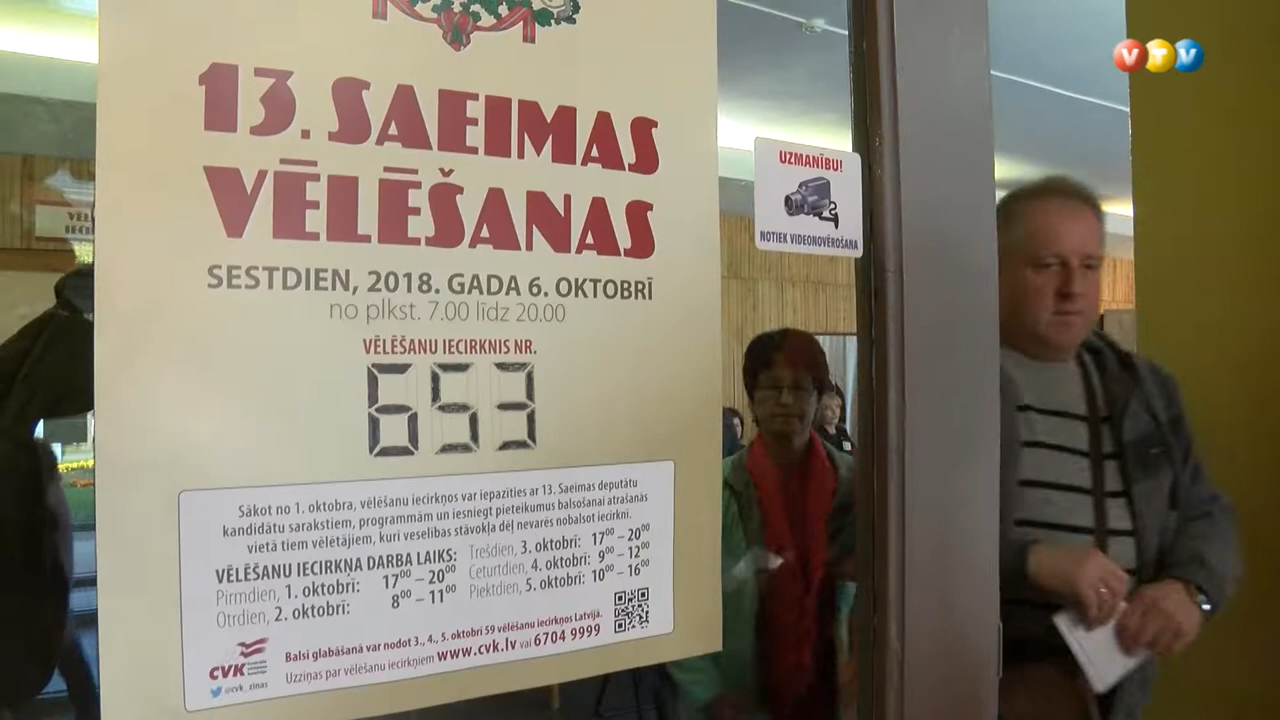 VTV
13. SAEIMAS
VĒLĒŠANAS
SESTDIEN, 2018. GADA 6. OKTOBRĪ
no plkst. 7.00 līdz 20.00
VĒLĒŠANU IECIRKNIS NR.
653
Sākot no 1. oktobra, vēlēšanu iecirkņos var iepazīties ar 13. Saeimas deputātu
kandidātu sarakstiem, programmām un iesniegt pieteikumus balsošanai atrašanās
vietā tiem vēlētājiem, kuri veselības stāvokļa dēļ nevarēs nobalsot iecirknī.
VĒLĒŠANU IECIRKŅA DARBA LAIKS:
Pirmdien, 1. oktobrī: 17⁰⁰ – 20⁰⁰
Otrdien, 2. oktobrī: 8⁰⁰ – 11⁰⁰
Trešdien, 3. oktobrī: 17⁰⁰ – 20⁰⁰
Ceturtdien, 4. oktobrī: 9⁰⁰ – 12⁰⁰
Piektdien, 5. oktobrī: 10⁰⁰ – 16⁰⁰
Balsi glabāšanā var nodot 3., 4., 5. oktobrī 59 vēlēšanu iecirkņos Latvijā.
Uzziņas par vēlēšanu iecirkņiem www.cvk.lv vai 6704 9999
CVK
@cvk_zinas
UZMANĪBU!
NOTIEK VIDEONOVĒROŠANA